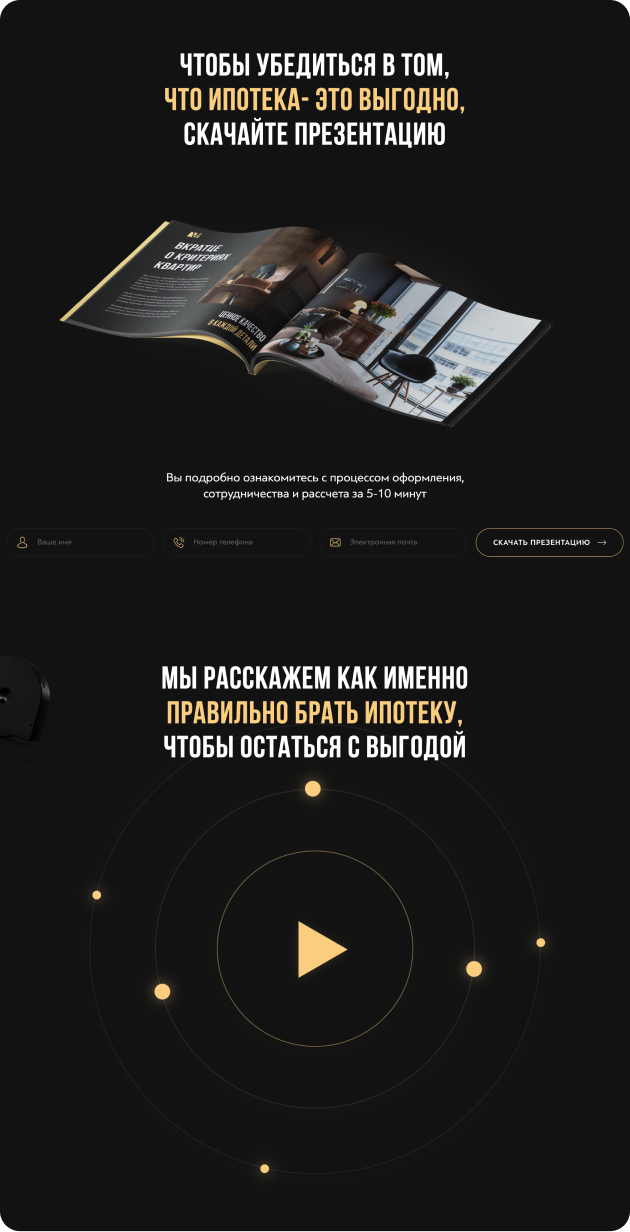 ЧТОБЫ УБЕДИТЬСЯ В ТОМ,
ЧТО ИПОТЕКА- ЭТО ВЫГОДНО,
СКАЧАЙТЕ ПРЕЗЕНТАЦИЮ
ВКРАТЦЕ
О КРИТЕРИЯХ
КВАРТИР
ЦЕННОЕ КАЧЕСТВО
В КАЖДОЙ ДЕТАЛИ
Вы подробно ознакомитесь с процессом оформления,
сотрудничества и рассчета за 5-10 минут
Ваше имя
Номер телефона
Электронная почта
СКАЧАТЬ ПРЕЗЕНТАЦИЮ
МЫ РАССКАЖЕМ КАК ИМЕННО
ПРАВИЛЬНО БРАТЬ ИПОТЕКУ,
ЧТОБЫ ОСТАТЬСЯ С ВЫГОДОЙ